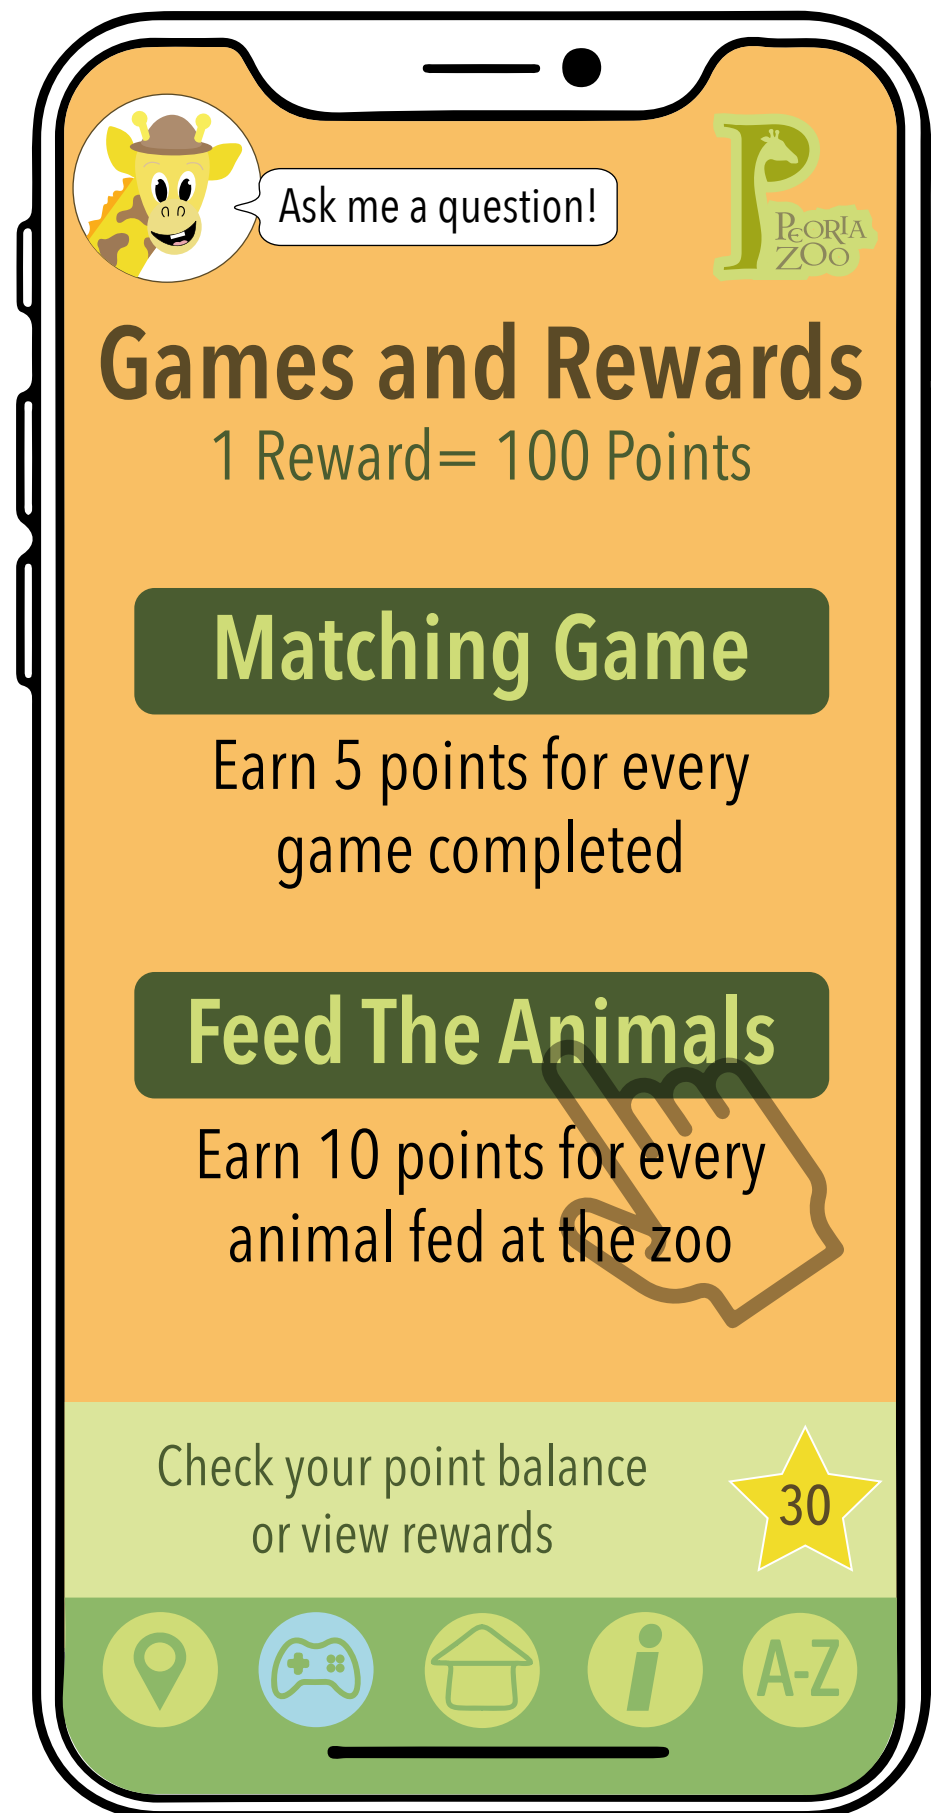 Ask me a question!
PEORIA
ZOO
Games and Rewards
1 Reward= 100 Points
Matching Game
Earn 5 points for every
game completed
Feed The Animals
Earn 10 points for every
animal fed at the zoo
Check your point balance
or view rewards
30
A-Z